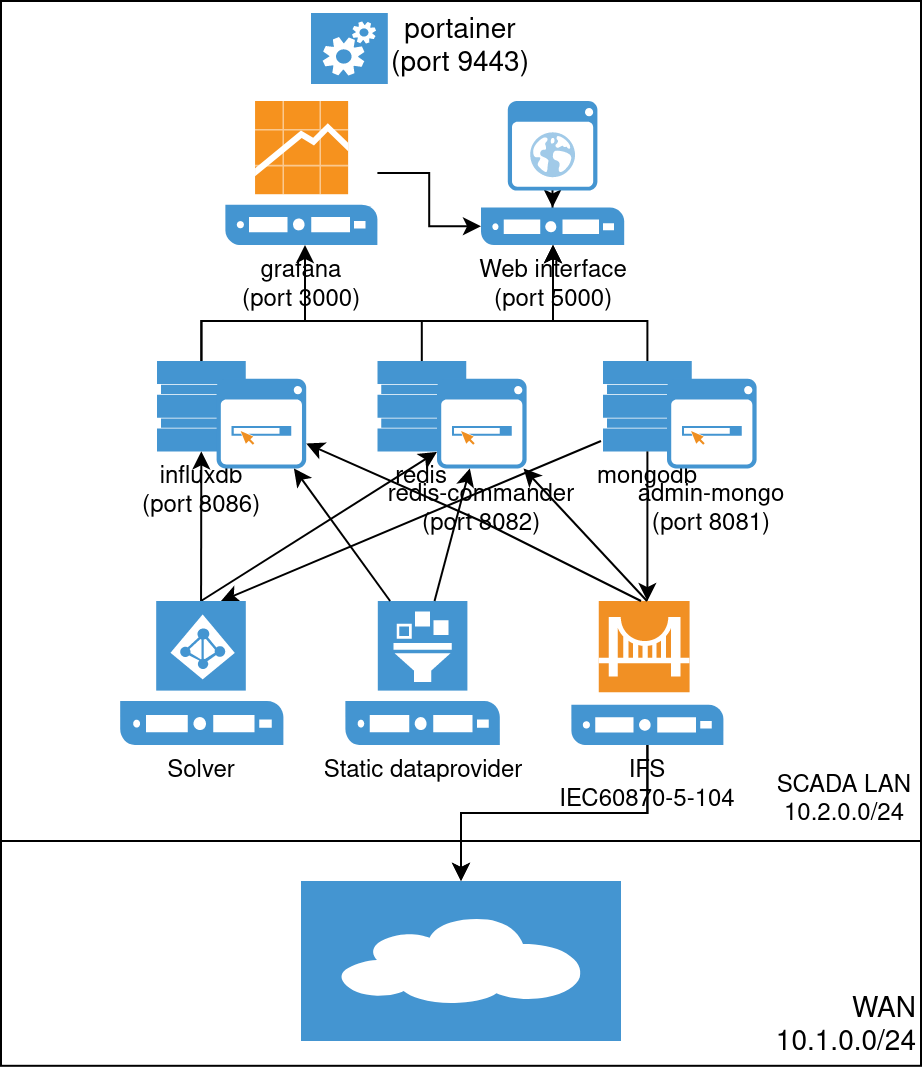 portainer
(port 9443)
grafana
(port 3000)
Web interface
(port 5000)
influxdb
(port 8086)
redis
redis-commander
(port 8082)
mongodb
admin-mongo
(port 8081)
Solver
Static dataprovider
IFS
IEC60870-5-104
SCADA LAN
10.2.0.0/24
WAN
10.1.0.0/24